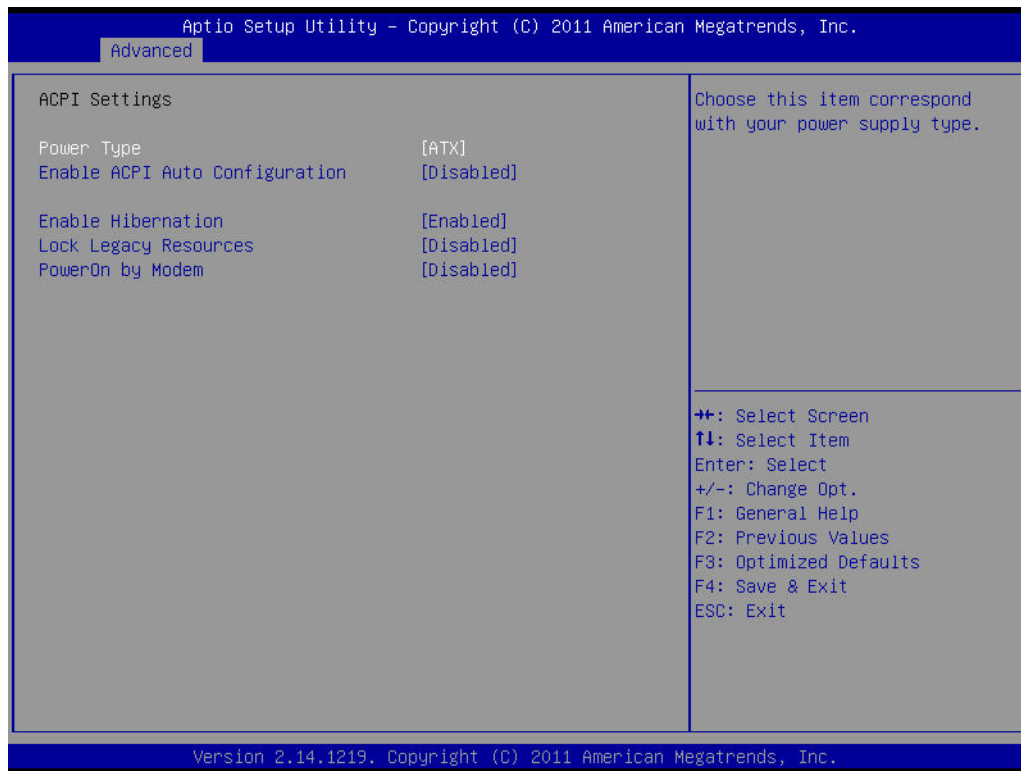 Aptio Setup Utility – Copyright (C) 2011 American Megatrends, Inc.
Advanced
ACPI Settings
Power Type [ATX]
Enable ACPI Auto Configuration [Disabled]
Enable Hibernation [Enabled]
Lock Legacy Resources [Disabled]
PowerOn by Modem [Disabled]
Choose this item correspond
with your power supply type.
→←: Select Screen
↑↓: Select Item
Enter: Select
+/-: Change Opt.
F1: General Help
F2: Previous Values
F3: Optimized Defaults
F4: Save & Exit
ESC: Exit
Version 2.14.1219. Copyright (C) 2011 American Megatrends, Inc.